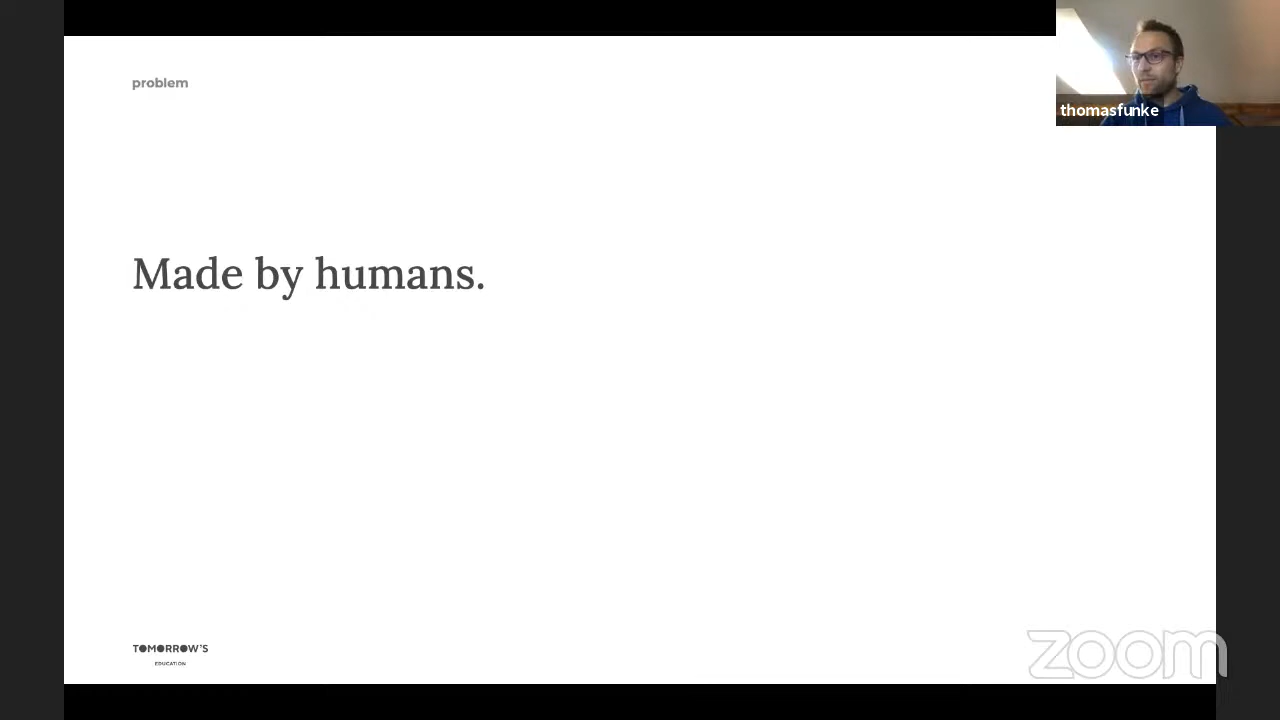 problem
thomasfunke
Made by humans.
TOMORROW'S
EDUCATION
zoom